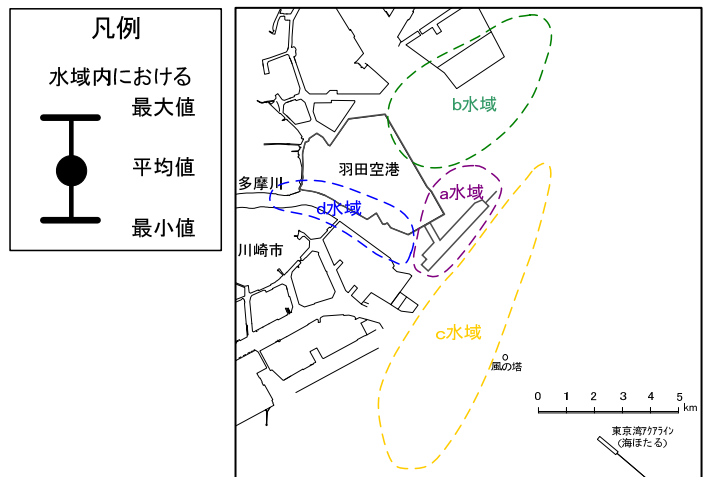 凡例
水域内における
最大値
平均値
最小値
b水域
羽田空港
多摩川
a水域
d水域
川崎市
c水域
風の塔
0 1 2 3 4 5
km
東京湾アクアライン
(海ほたる)